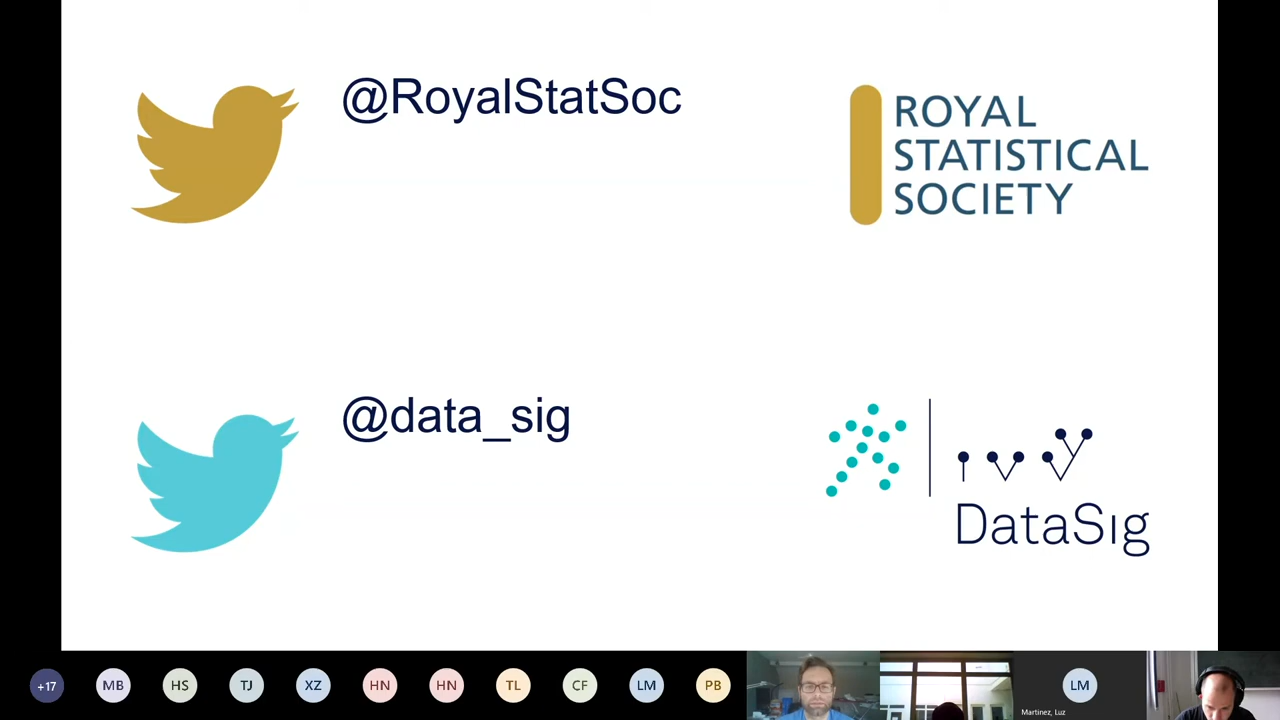 @RoyalStatSoc
ROYAL
STATISTICAL
SOCIETY
@data_sig
DataSig
+17
MB
HS
TJ
XZ
HN
HN
TL
CF
LM
PB
LM
Martinez, Luz